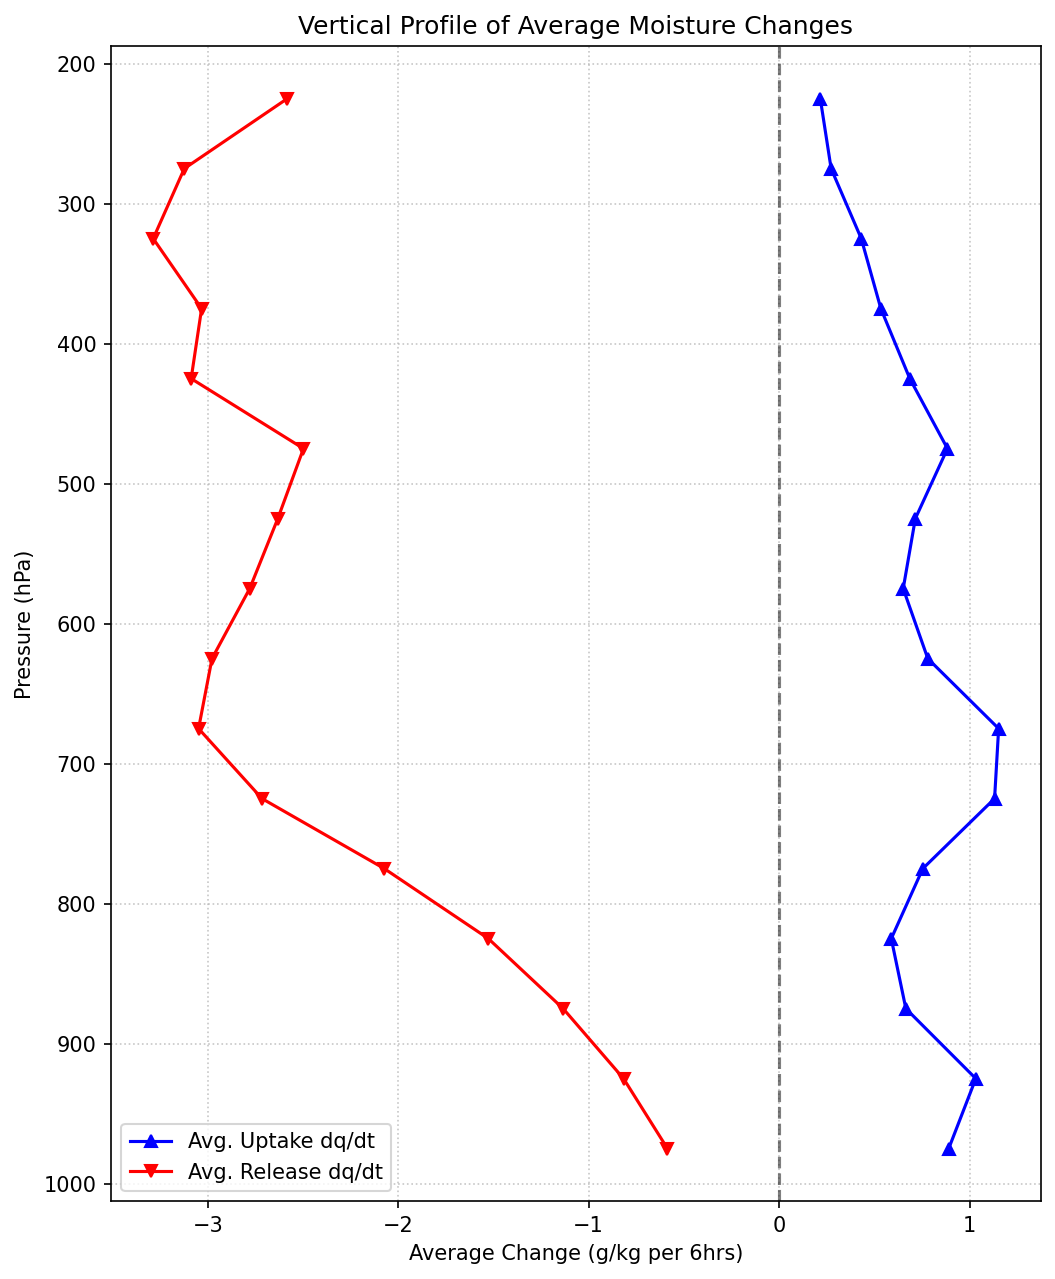 Vertical Profile of Average Moisture Changes
Pressure (hPa)
200
300
400
500
600
700
800
900
1000
Avg. Uptake dq/dt
Avg. Release dq/dt
−3
−2
−1
0
1
Average Change (g/kg per 6hrs)